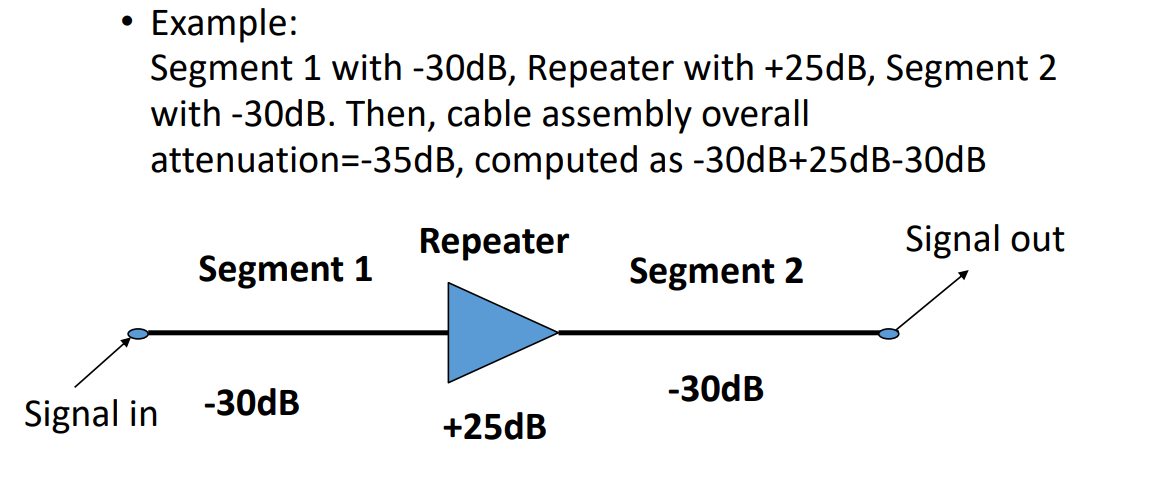 • Example:
Segment 1 with -30dB, Repeater with +25dB, Segment 2
with -30dB. Then, cable assembly overall
attenuation=-35dB, computed as -30dB+25dB-30dB
Repeater
Signal out
Segment 1
Segment 2
Signal in
-30dB
-30dB
+25dB